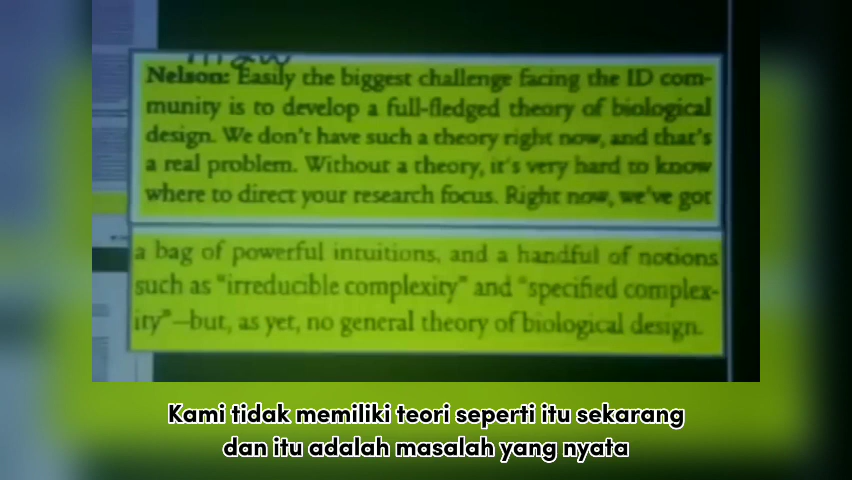 Nelson: Easily the biggest challenge facing the ID com-
munity is to develop a full-fledged theory of biological
design. We don't have such a theory right now, and that's
a real problem. Without a theory, it's very hard to know
where to direct your research focus. Right now, we've got
a bag of powerful intuitions, and a handful of notions
such as "irreducible complexity" and "specified complex-
ity"—but, as yet, no general theory of biological design.
Kami tidak memiliki teori seperti itu sekarang
dan itu adalah masalah yang nyata